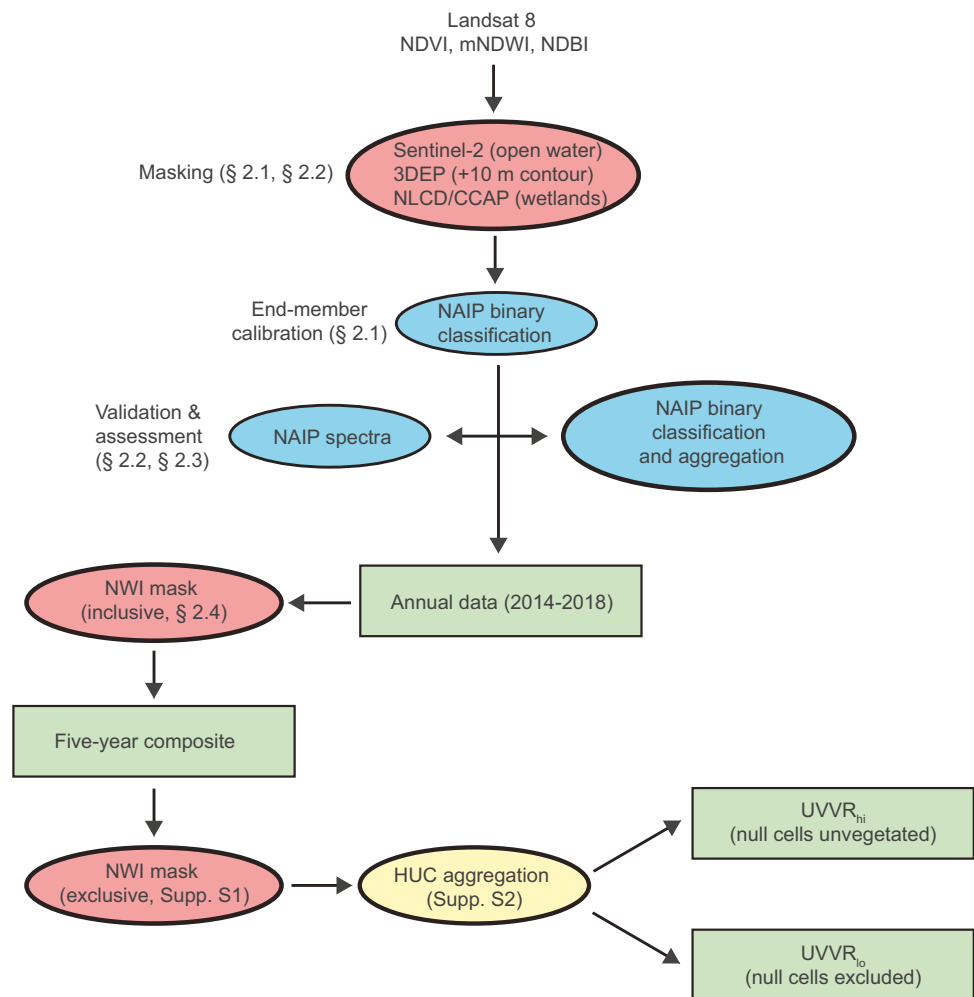 Landsat 8
NDVI, mNDWI, NDBI
Masking (§ 2.1, § 2.2)
Sentinel-2 (open water)
3DEP (+10 m contour)
NLCD/CCAP (wetlands)
End-member
calibration (§ 2.1)
NAIP binary
classification
Validation &
assessment
(§ 2.2, § 2.3)
NAIP spectra
NAIP binary
classification
and aggregation
NWI mask
(inclusive, § 2.4)
Annual data (2014-2018)
Five-year composite
NWI mask
(exclusive, Supp. S1)
HUC aggregation
(Supp. S2)
UVVRhi
(null cells unvegetated)
UVVRlo
(null cells excluded)